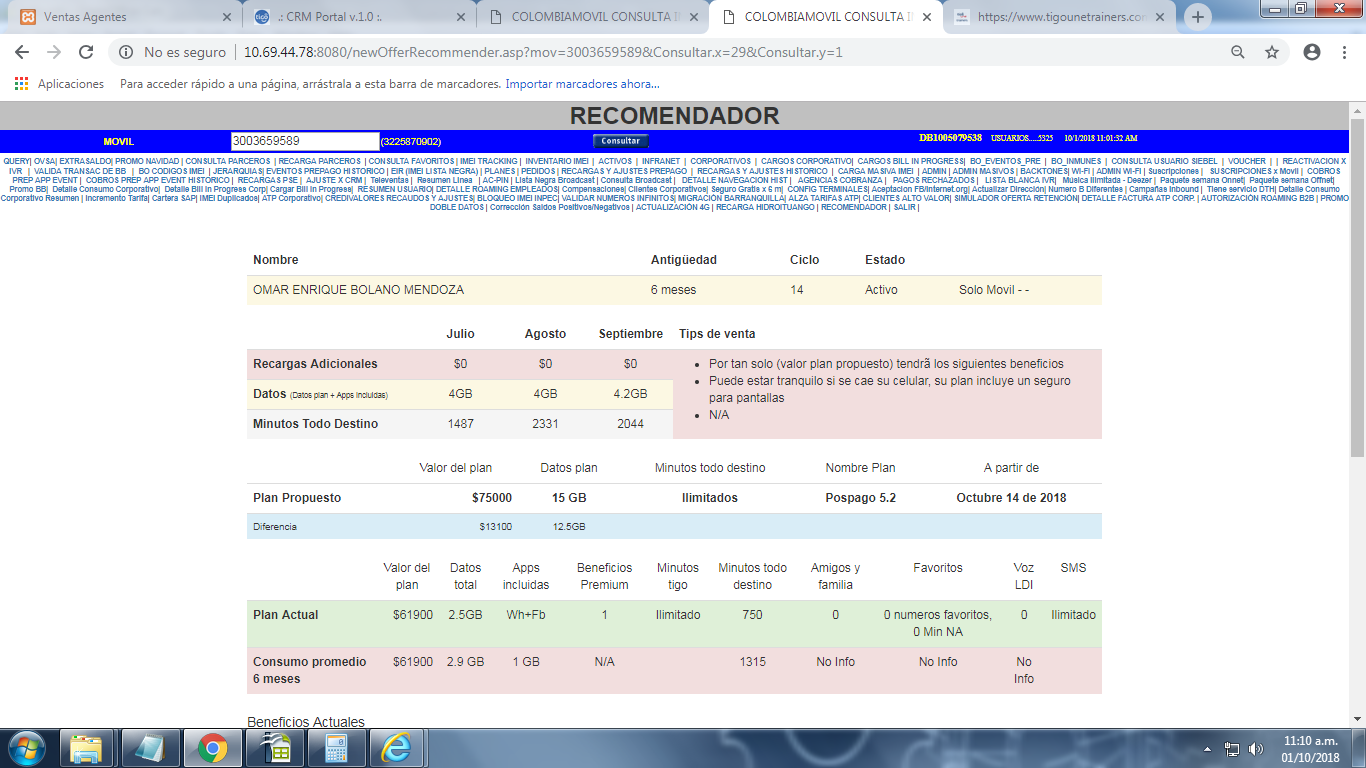 Ventas Agentes
.: CRM Portal v.1.0 :.
COLOMBIAMOVIL CONSULTA I
COLOMBIAMOVIL CONSULTA I
https://www.tigounetrainers.cor
No es seguro | 10.69.44.78:8080/newOfferRecommender.asp?mov=3003659589&Consultar.x=29&Consultar.y=1
Aplicaciones Para acceder rápido a una página, arrástrala a esta barra de marcadores. Importar marcadores ahora...
RECOMENDADOR
MOVIL 3003659589 (3225870902) Consultar DB1005079538 USUARIOS.....5325 10/1/2018 11:01:32 AM
QUERY| OVSA| EXTRASALDO| PROMO NAVIDAD | CONSULTA PARCEROS | RECARGA PARCEROS | CONSULTA FAVORITOS | IMEI TRACKING | INVENTARIO IMEI | ACTIVOS | INFRANET | CORPORATIVOS | CARGOS CORPORATIVO| CARGOS BILL IN PROGRESS| BO_EVENTOS_PRE | BO_INMUNES | CONSULTA USUARIO SIEBEL | VOUCHER | | REACTIVACION X
IVR | VALIDA TRANSAC DE BB | BO CODIGOS IMEI | JERARQUIAS| EVENTOS PREPAGO HISTORICO | EIR (IMEI LISTA NEGRA) | PLANES | PEDIDOS | RECARGAS Y AJUSTES PREPAGO | RECARGAS Y AJUSTES HISTORICO | CARGA MASIVA IMEI | ADMIN | ADMIN MASIVOS | BACKTONES| WI-FI | ADMIN WI-FI | Suscripciones | SUSCRIPCIONES x Movil | COBROS
PREP APP EVENT | COBROS PREP APP EVENT HISTORICO | RECARGAS PSE | AJUSTE X CRM | Televentas | Resumen Linea | AC-PIN | Lista Negra Broadcast | Consulta Broadcast | DETALLE NAVEGACION HIST | AGENCIAS COBRANZA | PAGOS RECHAZADOS | LISTA BLANCA IVR| Música Ilimitada - Deezer | Paquete semana Onnet| Paquete semana Offnet|
Promo BB| Detalle Consumo Corporativo| Detalle Bill In Progress Corp| Cargar Bill In Progress| RESUMEN USUARIO| DETALLE ROAMING EMPLEADOS| Compensaciones| Clientes Corporativos| Seguro Gratis x 6 m| CONFIG TERMINALES| Aceptacion FB/Internet.org| Actualizar Dirección| Numero B Diferentes | Campañas Inbound | Tiene servicio DTH| Detalle Consumo
Corporativo Resumen | Incremento Tarifa| Cartera SAP| IMEI Duplicados| ATP Corporativo| CREDIVALORES RECAUDOS Y AJUSTES| BLOQUEO IMEI INPEC| VALIDAR NUMEROS INFINITOS| MIGRACIÓN BARRANQUILLA| ALZA TARIFAS ATP| CLIENTES ALTO VALOR| SIMULADOR OFERTA RETENCIÓN| DETALLE FACTURA ATP CORP. | AUTORIZACIÓN ROAMING B2B | PROMO
DOBLE DATOS | Corrección Saldos Positivos/Negativos | ACTUALIZACIÓN 4G | RECARGA HIDROITUANGO | RECOMENDADOR | SALIR |
Nombre Antigüedad Ciclo Estado
OMAR ENRIQUE BOLANO MENDOZA 6 meses 14 Activo Solo Movil - -
Julio Agosto Septiembre Tips de venta
Recargas Adicionales $0 $0 $0
Datos (Datos plan + Apps incluidas) 4GB 4GB 4.2GB
Minutos Todo Destino 1487 2331 2044
• Por tan solo (valor plan propuesto) tendrã los siguientes beneficios
• Puede estar tranquilo si se cae su celular, su plan incluye un seguro
para pantallas
• N/A
Valor del plan Datos plan Minutos todo destino Nombre Plan A partir de
Plan Propuesto $75000 15 GB Ilimitados Pospago 5.2 Octubre 14 de 2018
Diferencia $13100 12.5GB
Valor del Datos Apps Beneficios Minutos Minutos todo Amigos y Favoritos Voz SMS
plan total incluidas Premium tigo destino familia LDI
Plan Actual $61900 2.5GB Wh+Fb 1 Ilimitado 750 0 0 numeros favoritos, 0 Ilimitado
0 Min NA
Consumo promedio $61900 2.9 GB 1 GB N/A 1315 No Info No Info No
6 meses Info
Beneficios Actuales
11:10 a.m.
01/10/2018